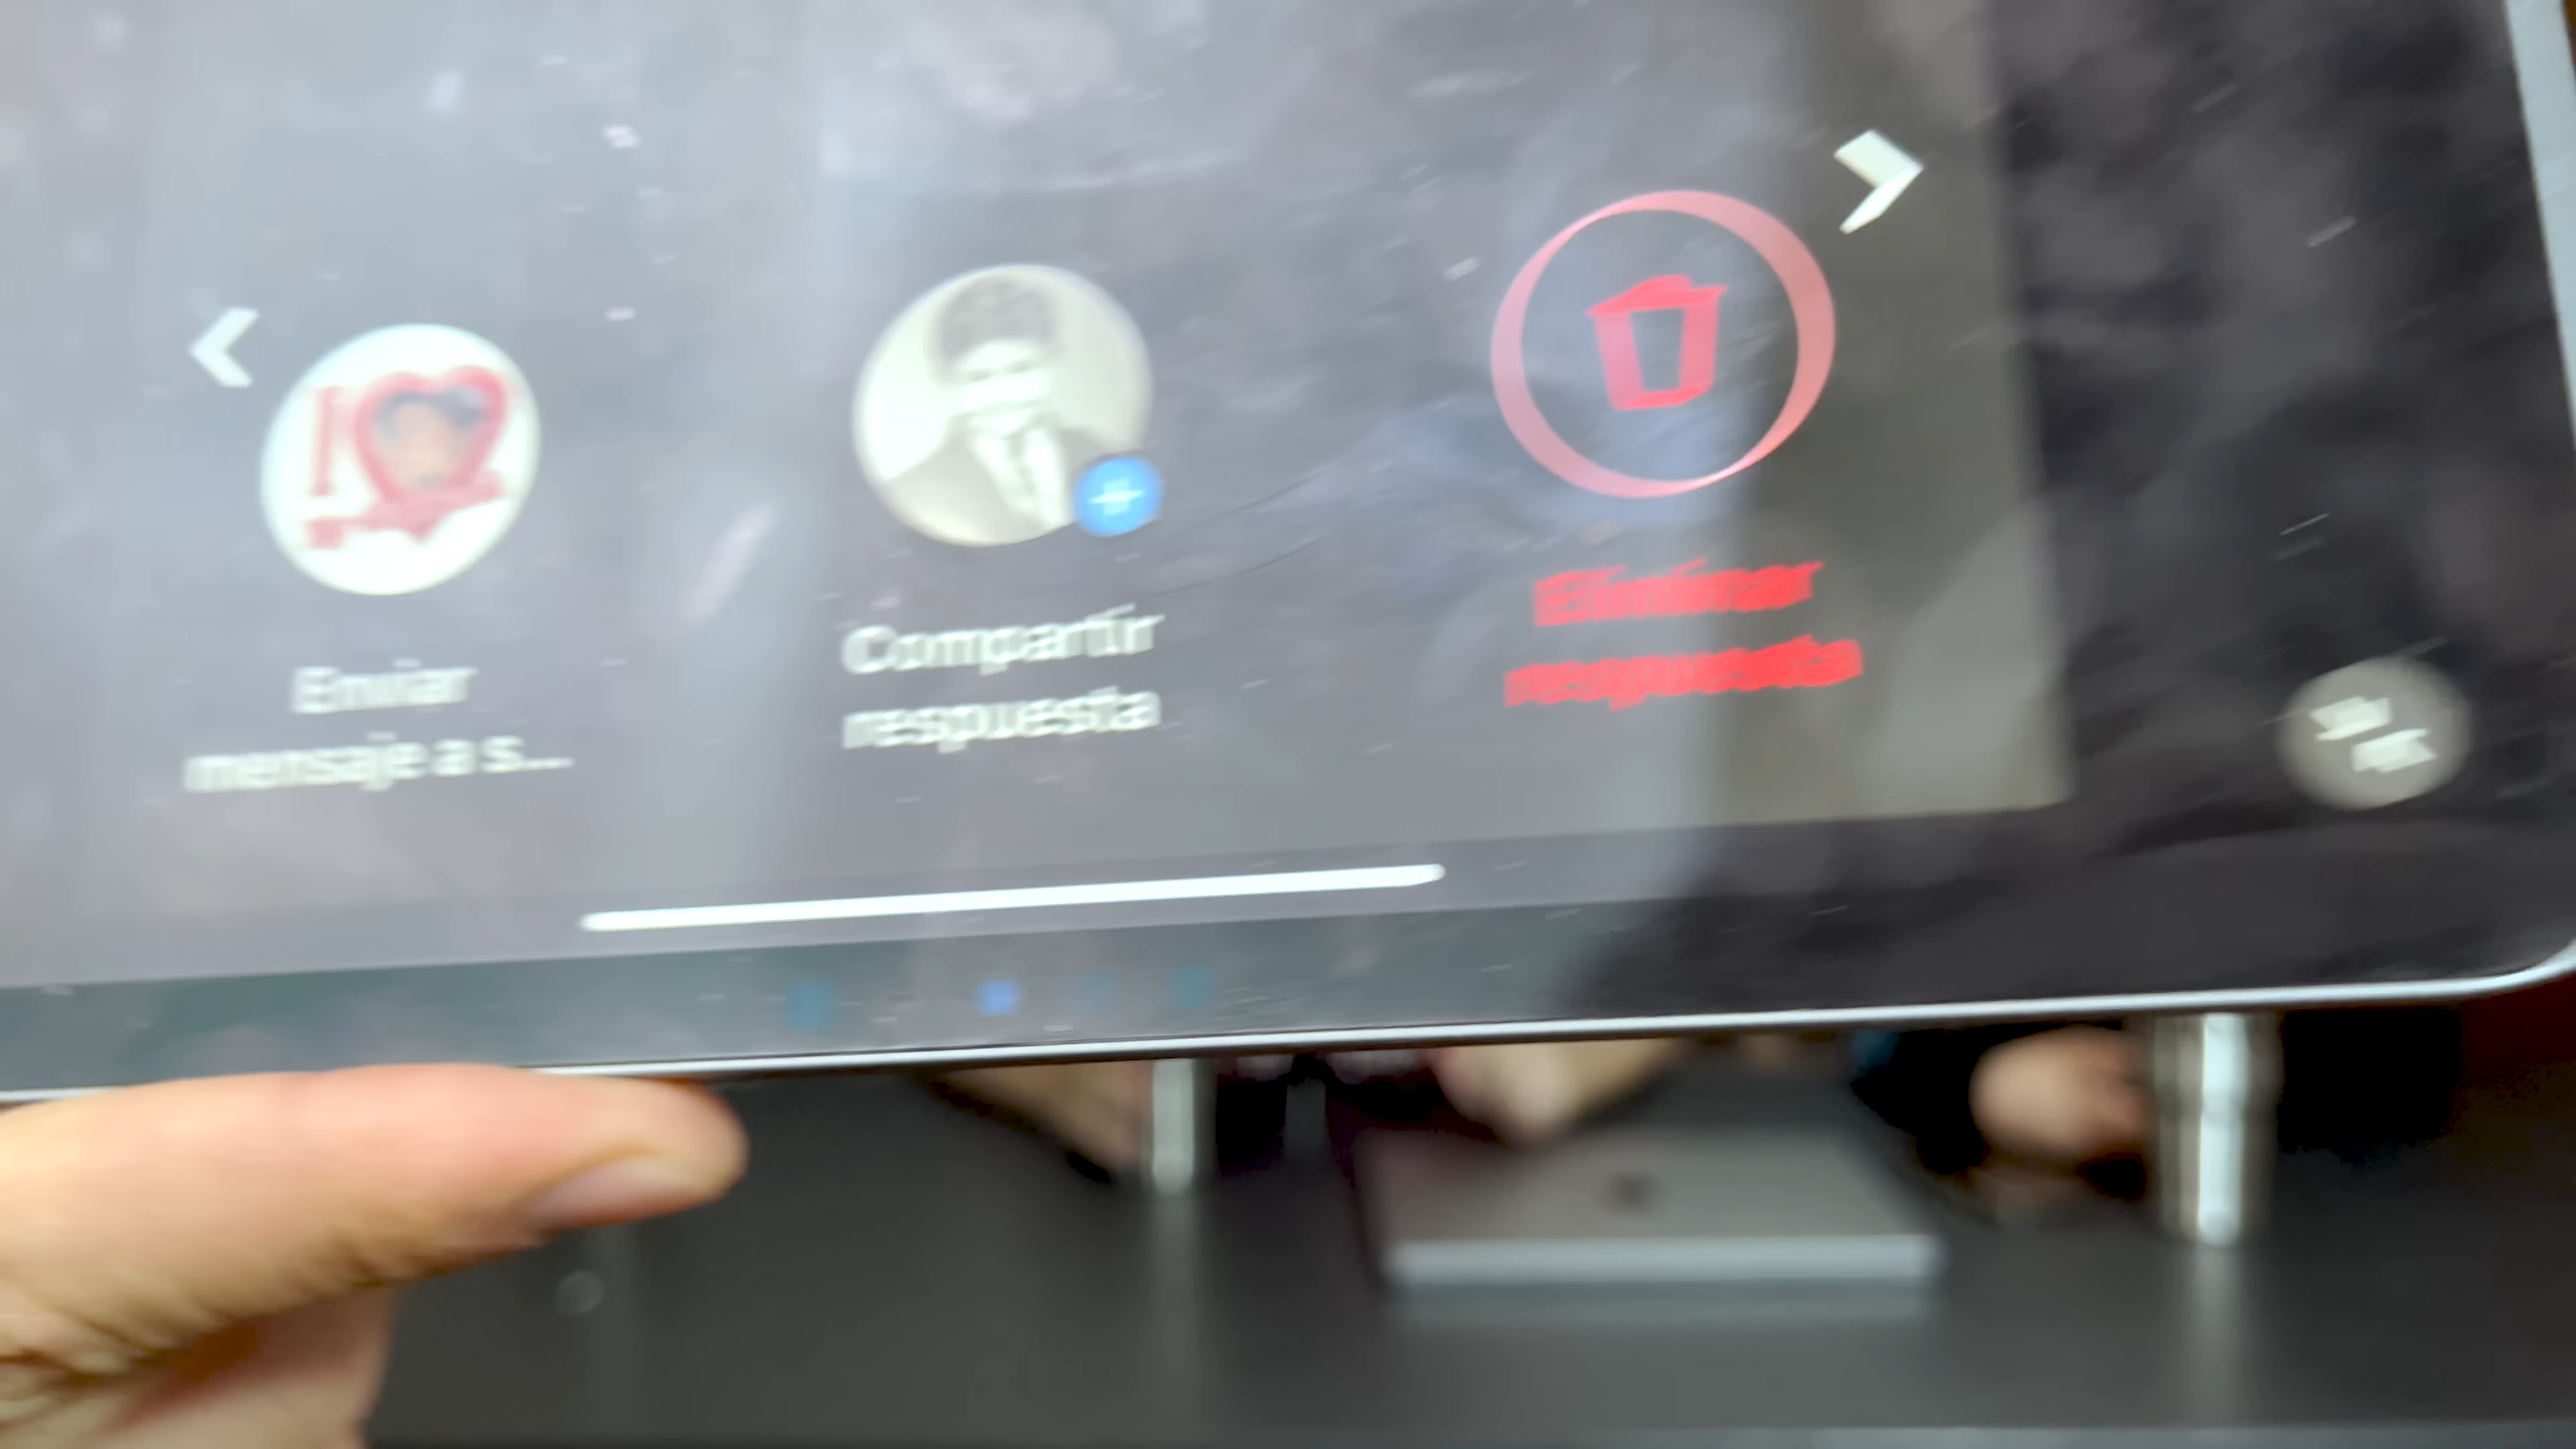 Enviar
mensaje a s...
Compartir
respuesta
Eliminar
respuesta